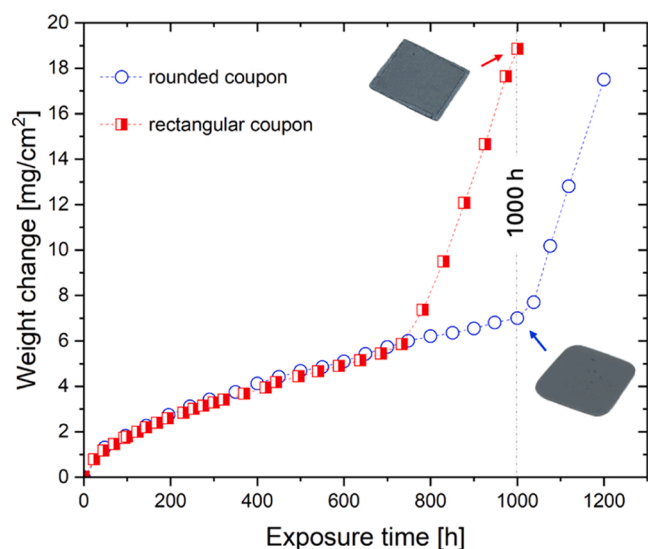 20
18
16
14
12
10
8
6
4
2
0
Weight change [mg/cm²]
rounded coupon
rectangular coupon
1000 h
0 200 400 600 800 1000 1200
Exposure time [h]